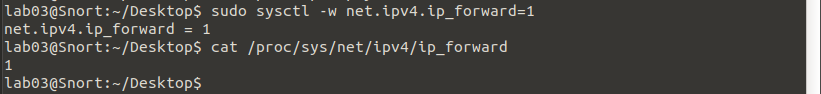 lab03@Snort:~/Desktop$ sudo sysctl -w net.ipv4.ip_forward=1
net.ipv4.ip_forward = 1
lab03@Snort:~/Desktop$ cat /proc/sys/net/ipv4/ip_forward
1
lab03@Snort:~/Desktop$